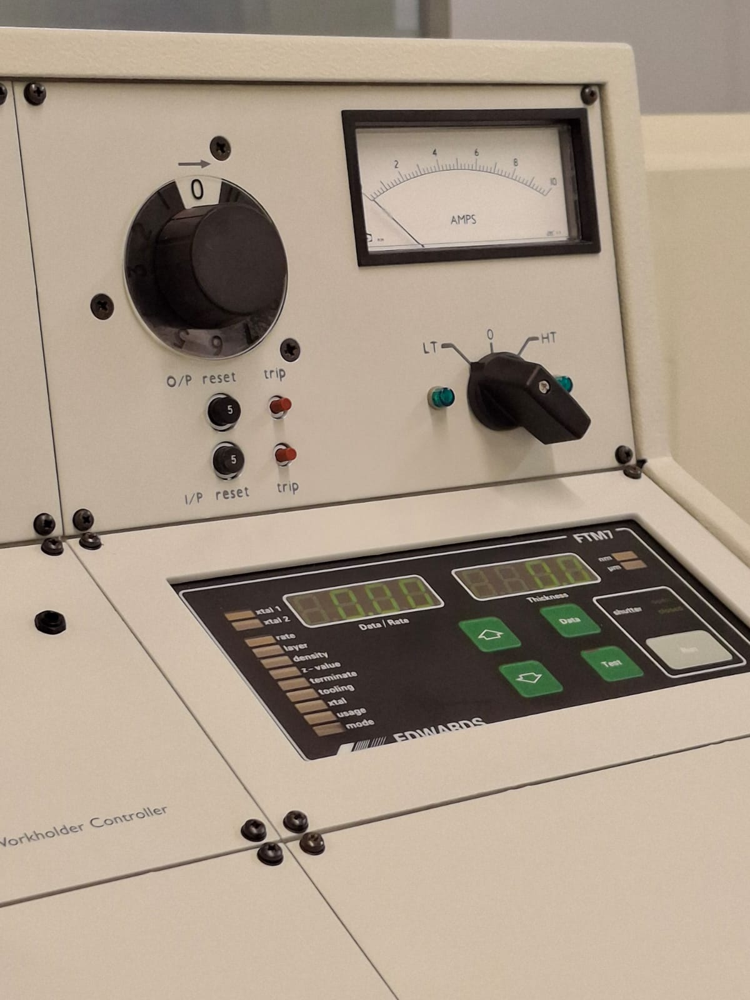 0
1
2
3
5
6
7
2 4 6 8 10
AMPS
LT 0 HT
O/P reset trip
5
5
I/P reset trip
FTM7
xtal 1
xtal 2
0.00
Data / Rate
0.0
Thickness
nm
µm
rate
layer
density
z-value
terminate
tooling
xtal
usage
mode
Data
Test
shutter
closed
Run
EDWARDS
Workholder Controller